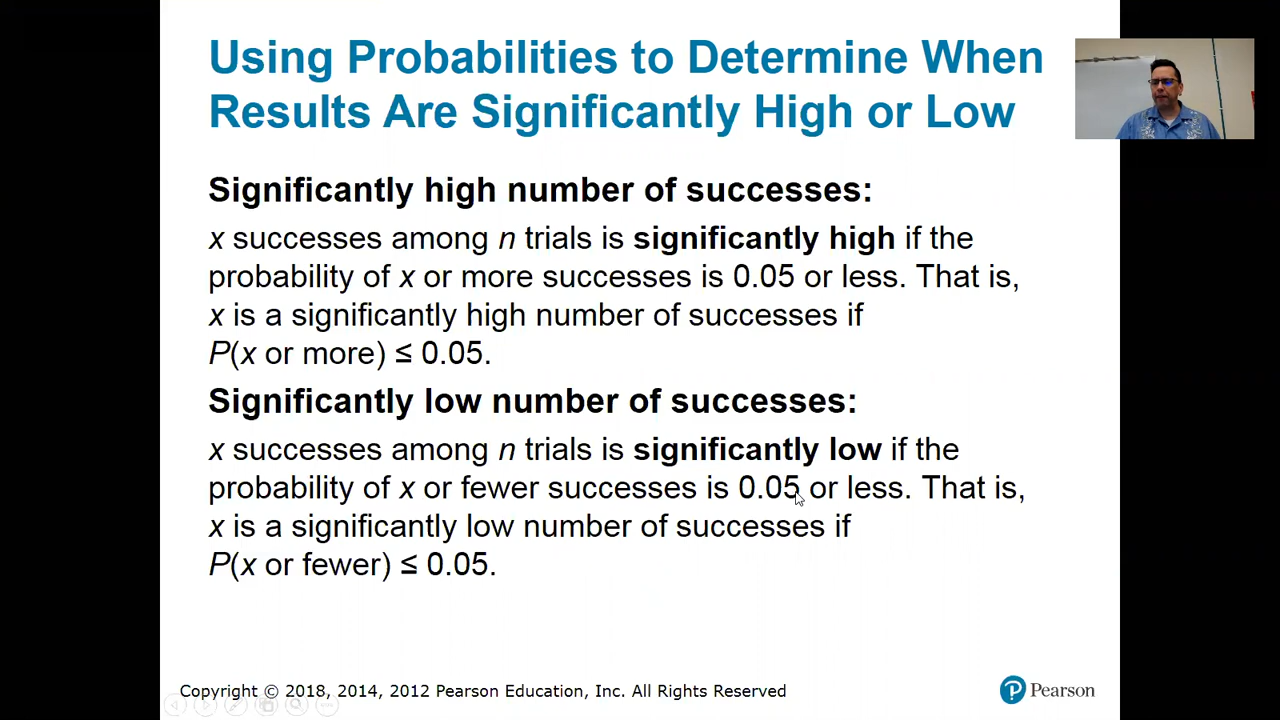 Using Probabilities to Determine When
Results Are Significantly High or Low
Significantly high number of successes:
x successes among n trials is significantly high if the
probability of x or more successes is 0.05 or less. That is,
x is a significantly high number of successes if
P(x or more) ≤ 0.05.
Significantly low number of successes:
x successes among n trials is significantly low if the
probability of x or fewer successes is 0.05 or less. That is,
x is a significantly low number of successes if
P(x or fewer) ≤ 0.05.
Copyright © 2018, 2014, 2012 Pearson Education, Inc. All Rights Reserved
Pearson